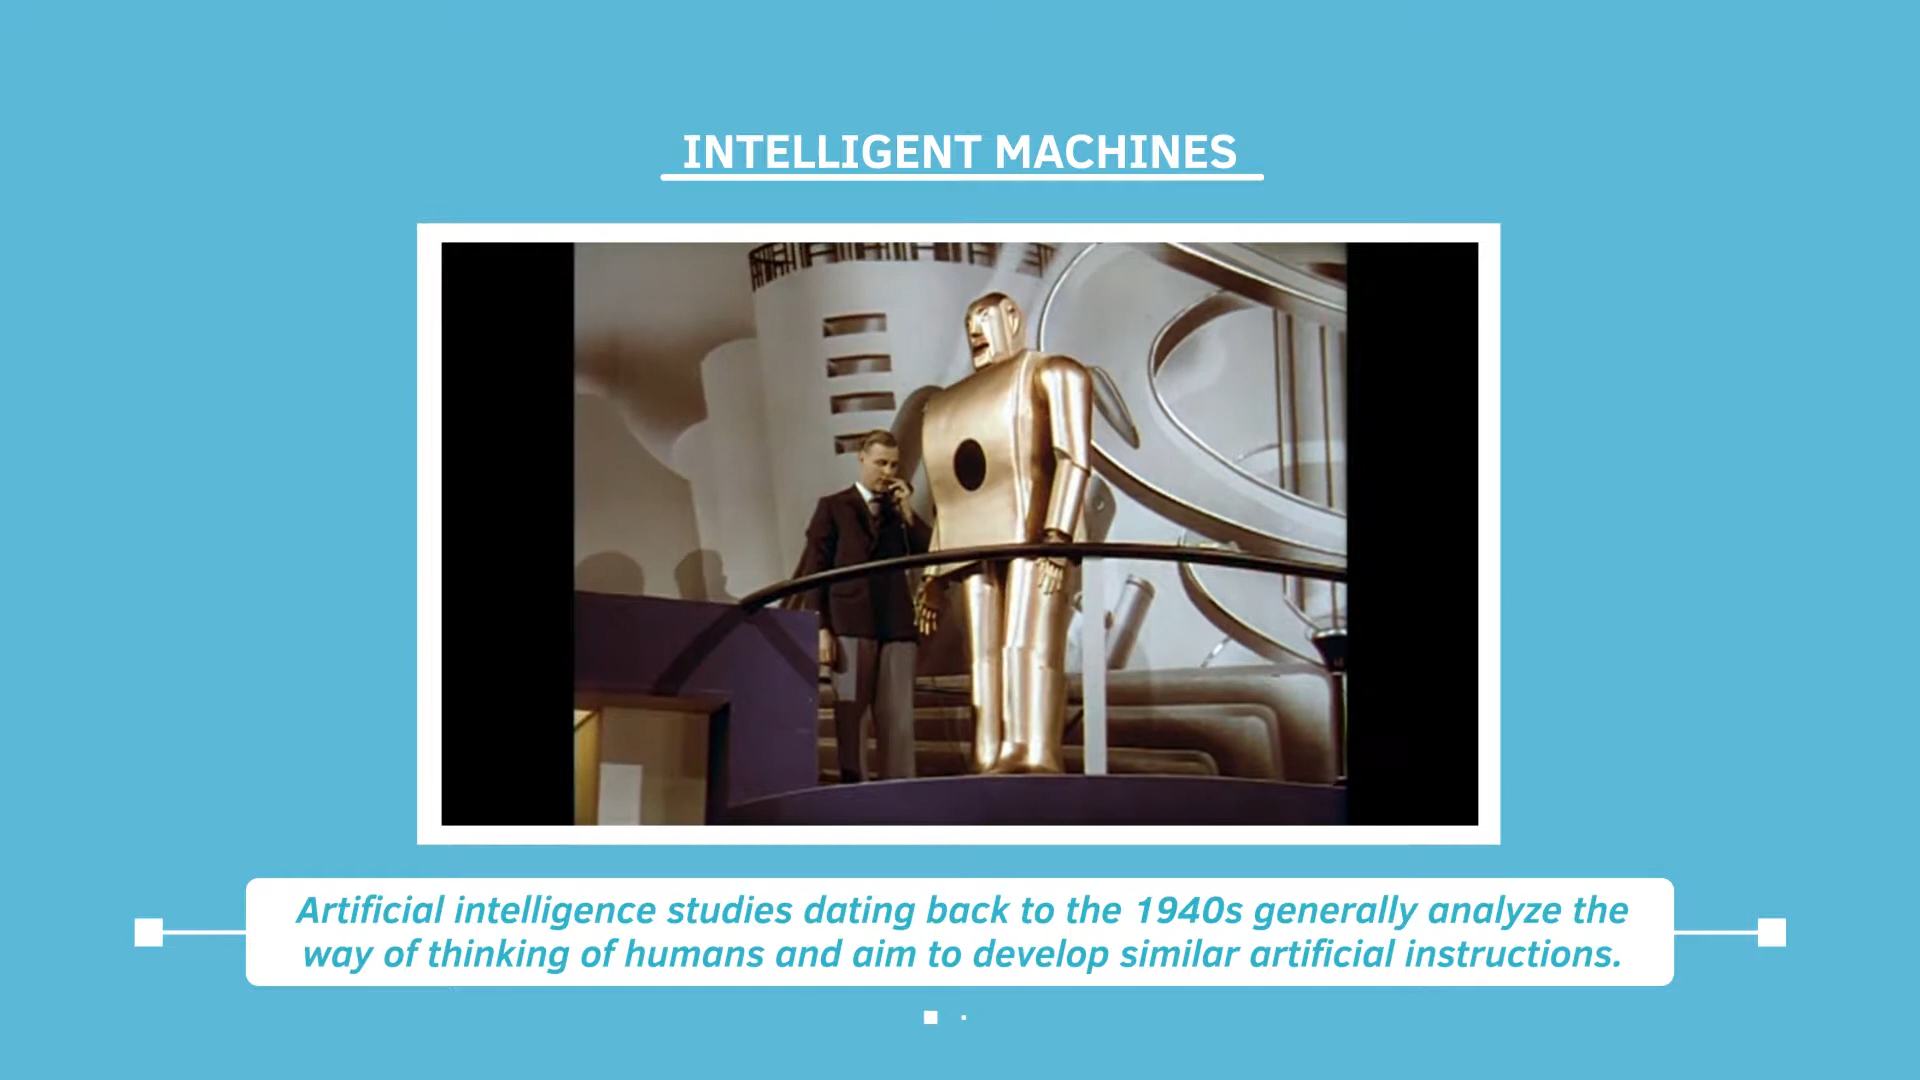 INTELLIGENT MACHINES
Artificial intelligence studies dating back to the 1940s generally analyze the
way of thinking of humans and aim to develop similar artificial instructions.